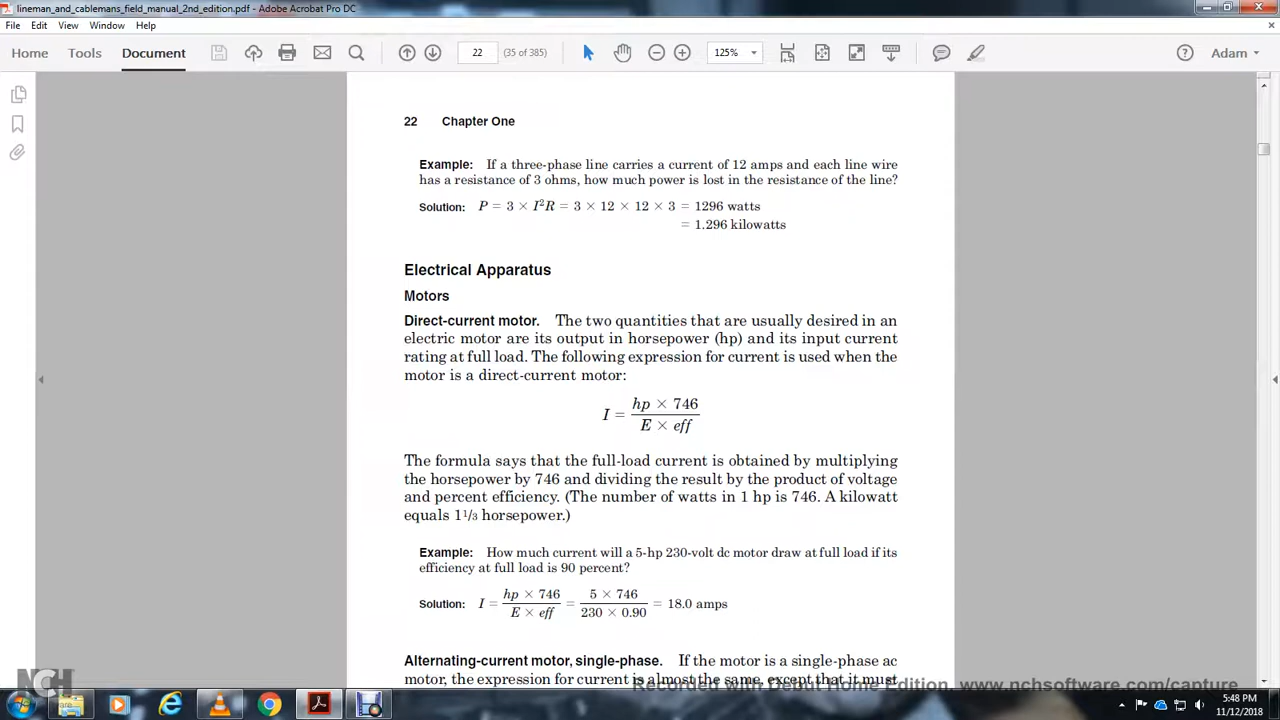 lineman_and_cablemans_field_manual_2nd_edition.pdf - Adobe Acrobat Pro DC
File Edit View Window Help
Home Tools Document 22 (35 of 385) 125% Adam
22 Chapter One
Example: If a three-phase line carries a current of 12 amps and each line wire
has a resistance of 3 ohms, how much power is lost in the resistance of the line?
Solution: P = 3 × I²R = 3 × 12 × 12 × 3 = 1296 watts
= 1.296 kilowatts
Electrical Apparatus
Motors
Direct-current motor. The two quantities that are usually desired in an
electric motor are its output in horsepower (hp) and its input current
rating at full load. The following expression for current is used when the
motor is a direct-current motor:
I = hp × 746 / E × eff
The formula says that the full-load current is obtained by multiplying
the horsepower by 746 and dividing the result by the product of voltage
and percent efficiency. (The number of watts in 1 hp is 746. A kilowatt
equals 1 1/3 horsepower.)
Example: How much current will a 5-hp 230-volt dc motor draw at full load if its
efficiency at full load is 90 percent?
Solution: I = hp × 746 / E × eff = 5 × 746 / 230 × 0.90 = 18.0 amps
Alternating-current motor, single-phase. If the motor is a single-phase ac
motor, the expression for current is almost the same, except that it must
Recorded with Debut Home Edition. www.nchsoftware.com/capture
NCH
5:48 PM
11/12/2018